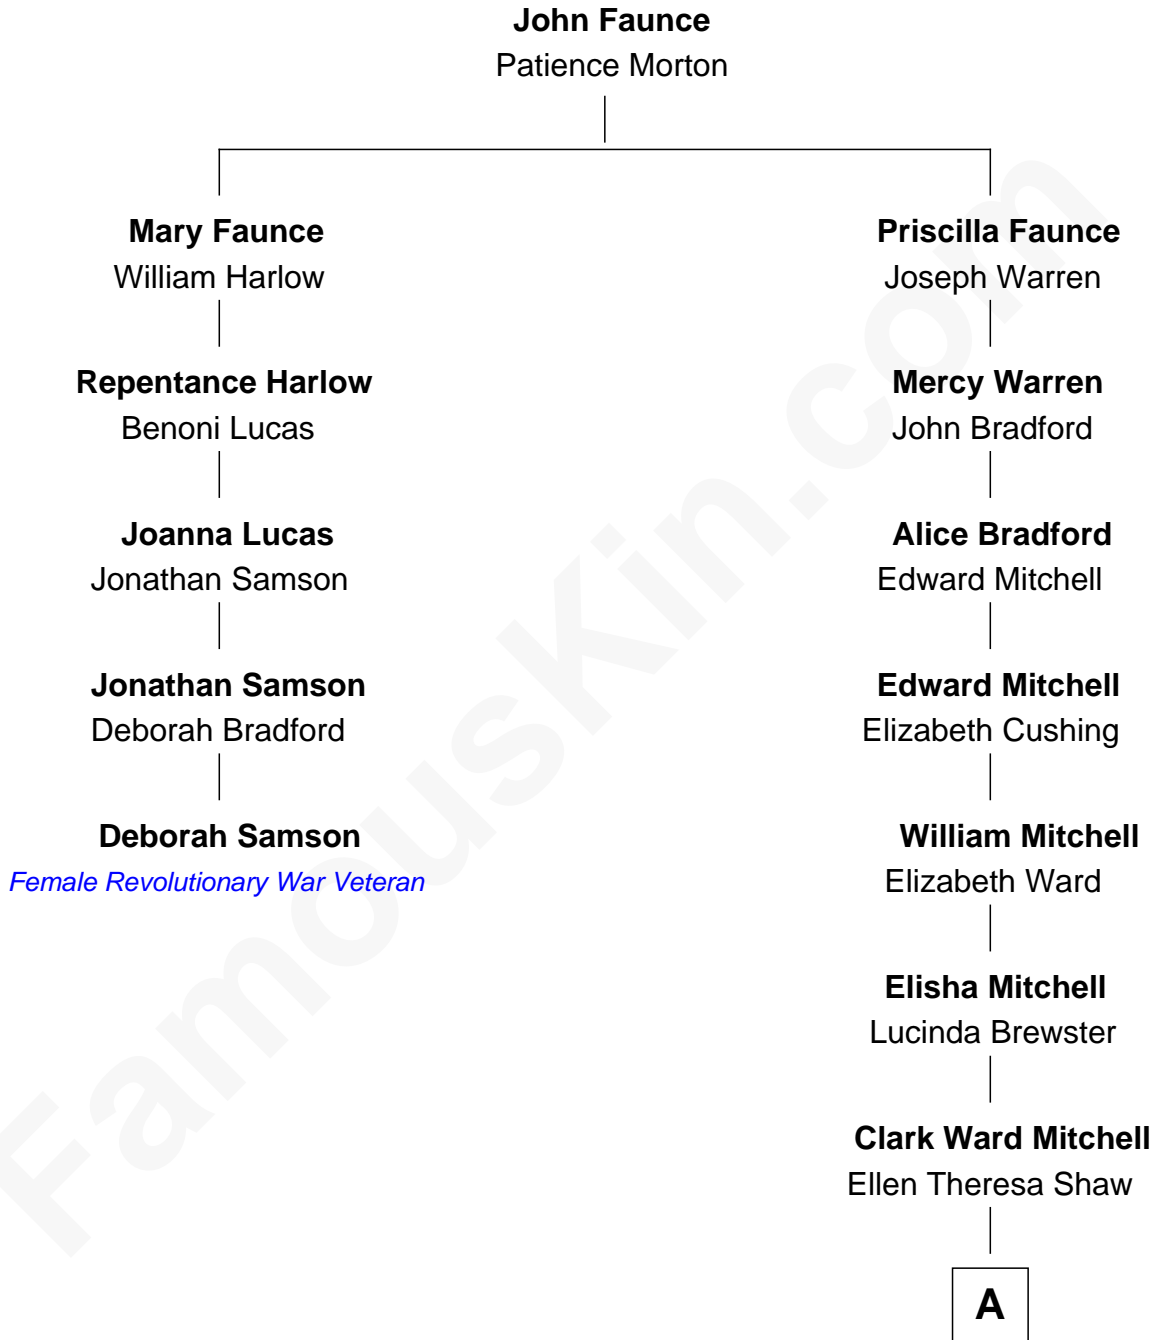 John Faunce
Patience Morton
Mary Faunce
William Harlow
Priscilla Faunce
Joseph Warren
Repentance Harlow
Benoni Lucas
Mercy Warren
John Bradford
Joanna Lucas
Jonathan Samson
Alice Bradford
Edward Mitchell
Jonathan Samson
Deborah Bradford
Edward Mitchell
Elizabeth Cushing
Deborah Samson
Female Revolutionary War Veteran
William Mitchell
Elizabeth Ward
Elisha Mitchell
Lucinda Brewster
Clark Ward Mitchell
Ellen Theresa Shaw
A
FamousKin.com